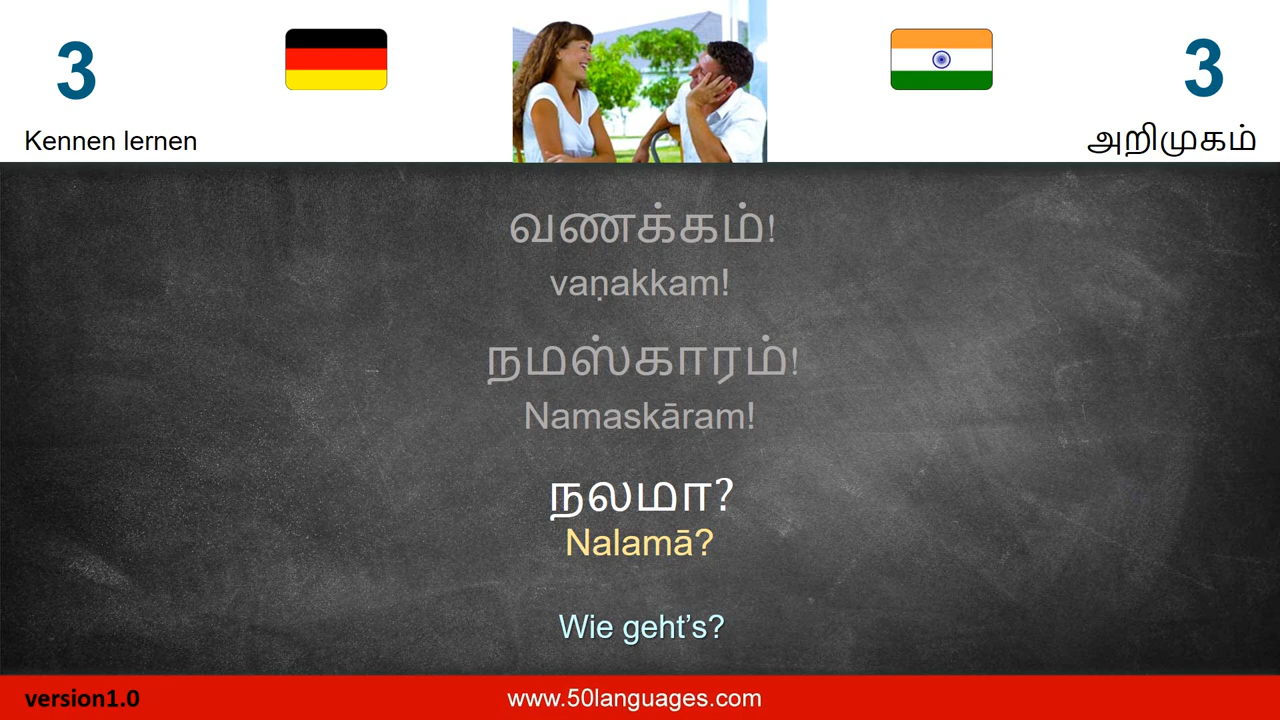 3
3
Kennen lernen
அறிமுகம்
வணக்கம்!
vaṇakkam!
நமஸ்காரம்!
Namaskāram!
நலமா?
Nalamā?
Wie geht’s?
version1.0
www.50languages.com